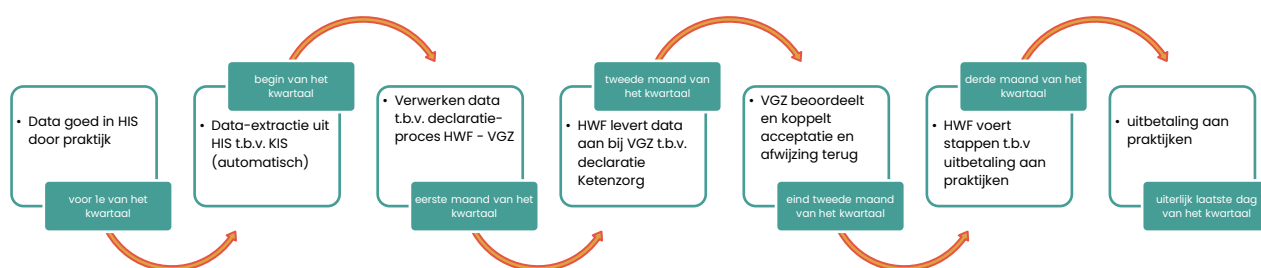 • Data goed in HIS
door praktijk
voor 1e van het
kwartaal
begin van het
kwartaal
• Data-extractie uit
HIS t.b.v. KIS
(automatisch)
• Verwerken data
t.b.v. declaratie-
proces HWF - VGZ
eerste maand van het
kwartaal
tweede maand van
het kwartaal
• HWF levert data
aan bij VGZ t.b.v.
declaratie
Ketenzorg
• VGZ beoordeelt
en koppelt
acceptatie en
afwijzing terug
eind tweede maand
van het kwartaal
derde maand van het
kwartaal
• HWF voert
stappen t.b.v
uitbetaling aan
praktijken
• uitbetaling aan
praktijken
uiterlijk laatste dag
van het kwartaal